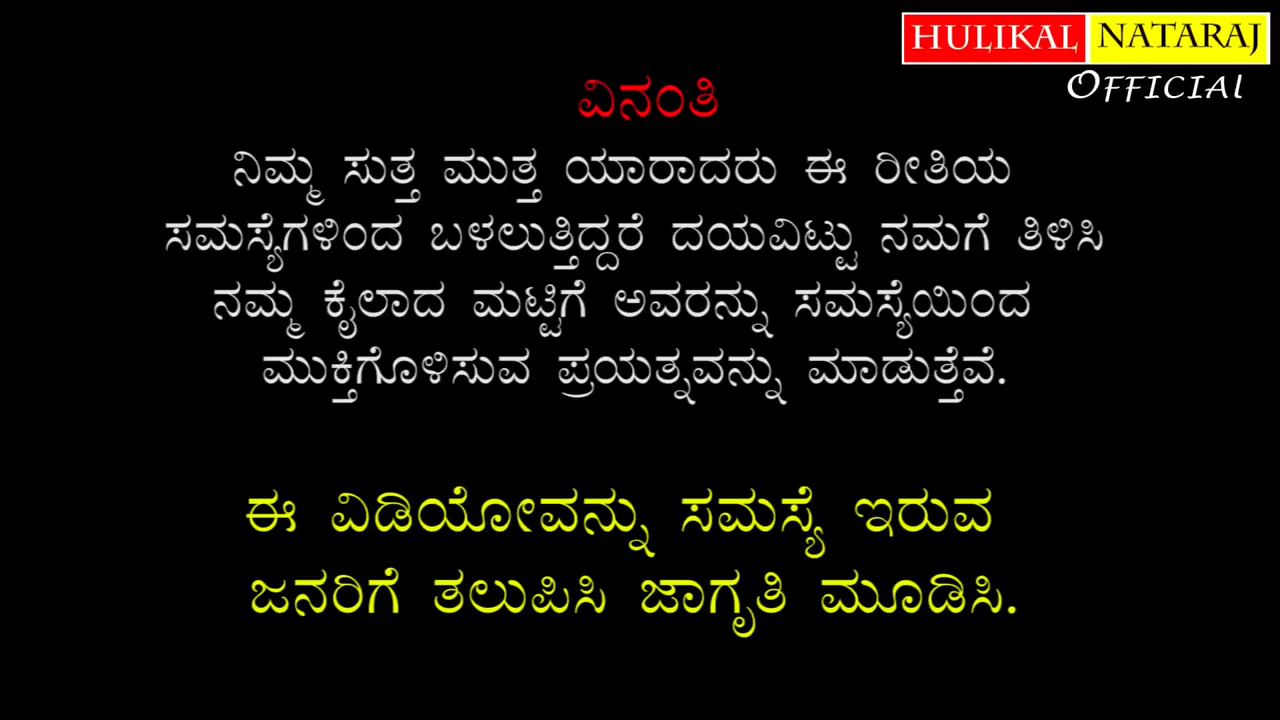 HULIKAL NATARAJ
OFFICIAL
ವಿನಂತಿ
ನಿಮ್ಮ ಸುತ್ತ ಮುತ್ತ ಯಾರಾದರು ಈ ರೀತಿಯ
ಸಮಸ್ಯೆಗಳಿಂದ ಬಳಲುತ್ತಿದ್ದರೆ ದಯವಿಟ್ಟು ನಮಗೆ ತಿಳಿಸಿ
ನಮ್ಮ ಕೈಲಾದ ಮಟ್ಟಿಗೆ ಅವರನ್ನು ಸಮಸ್ಯೆಯಿಂದ
ಮುಕ್ತಿಗೊಳಿಸುವ ಪ್ರಯತ್ನವನ್ನು ಮಾಡುತ್ತೆವೆ.
ಈ ವಿಡಿಯೋವನ್ನು ಸಮಸ್ಯೆ ಇರುವ
ಜನರಿಗೆ ತಲುಪಿಸಿ ಜಾಗೃತಿ ಮೂಡಿಸಿ.